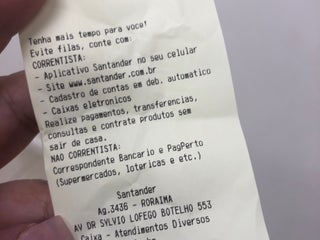 Tenha mais tempo para voce!
Evite filas, conte com:
CORRENTISTA:
- Aplicativo Santander no seu celular
- Site www.santander.com.br
- Cadastro de contas em deb. automatico
- Caixas eletronicos
Realize pagamentos, transferencias,
consultas e contrate produtos sem
sair de casa.
NAO CORRENTISTA:
Correspondente Bancario e PagPerto
(Supermercados, lotericas e etc.)
Santander
Ag.3436 - RORAIMA
AV DR SYLVIO LOFEGO BOTELHO 553
Caixa - Atendimentos Diversos